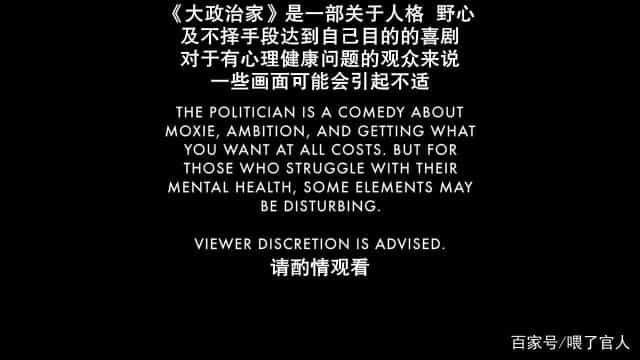 《大政治家》是一部关于人格 野心
及不择手段达到自己目的的喜剧
对于有心理健康问题的观众来说
一些画面可能会引起不适
THE POLITICIAN IS A COMEDY ABOUT
MOXIE, AMBITION, AND GETTING WHAT
YOU WANT AT ALL COSTS. BUT FOR
THOSE WHO STRUGGLE WITH THEIR
MENTAL HEALTH, SOME ELEMENTS MAY
BE DISTURBING.
VIEWER DISCRETION IS ADVISED.
请酌情观看
百家号/喂了官人